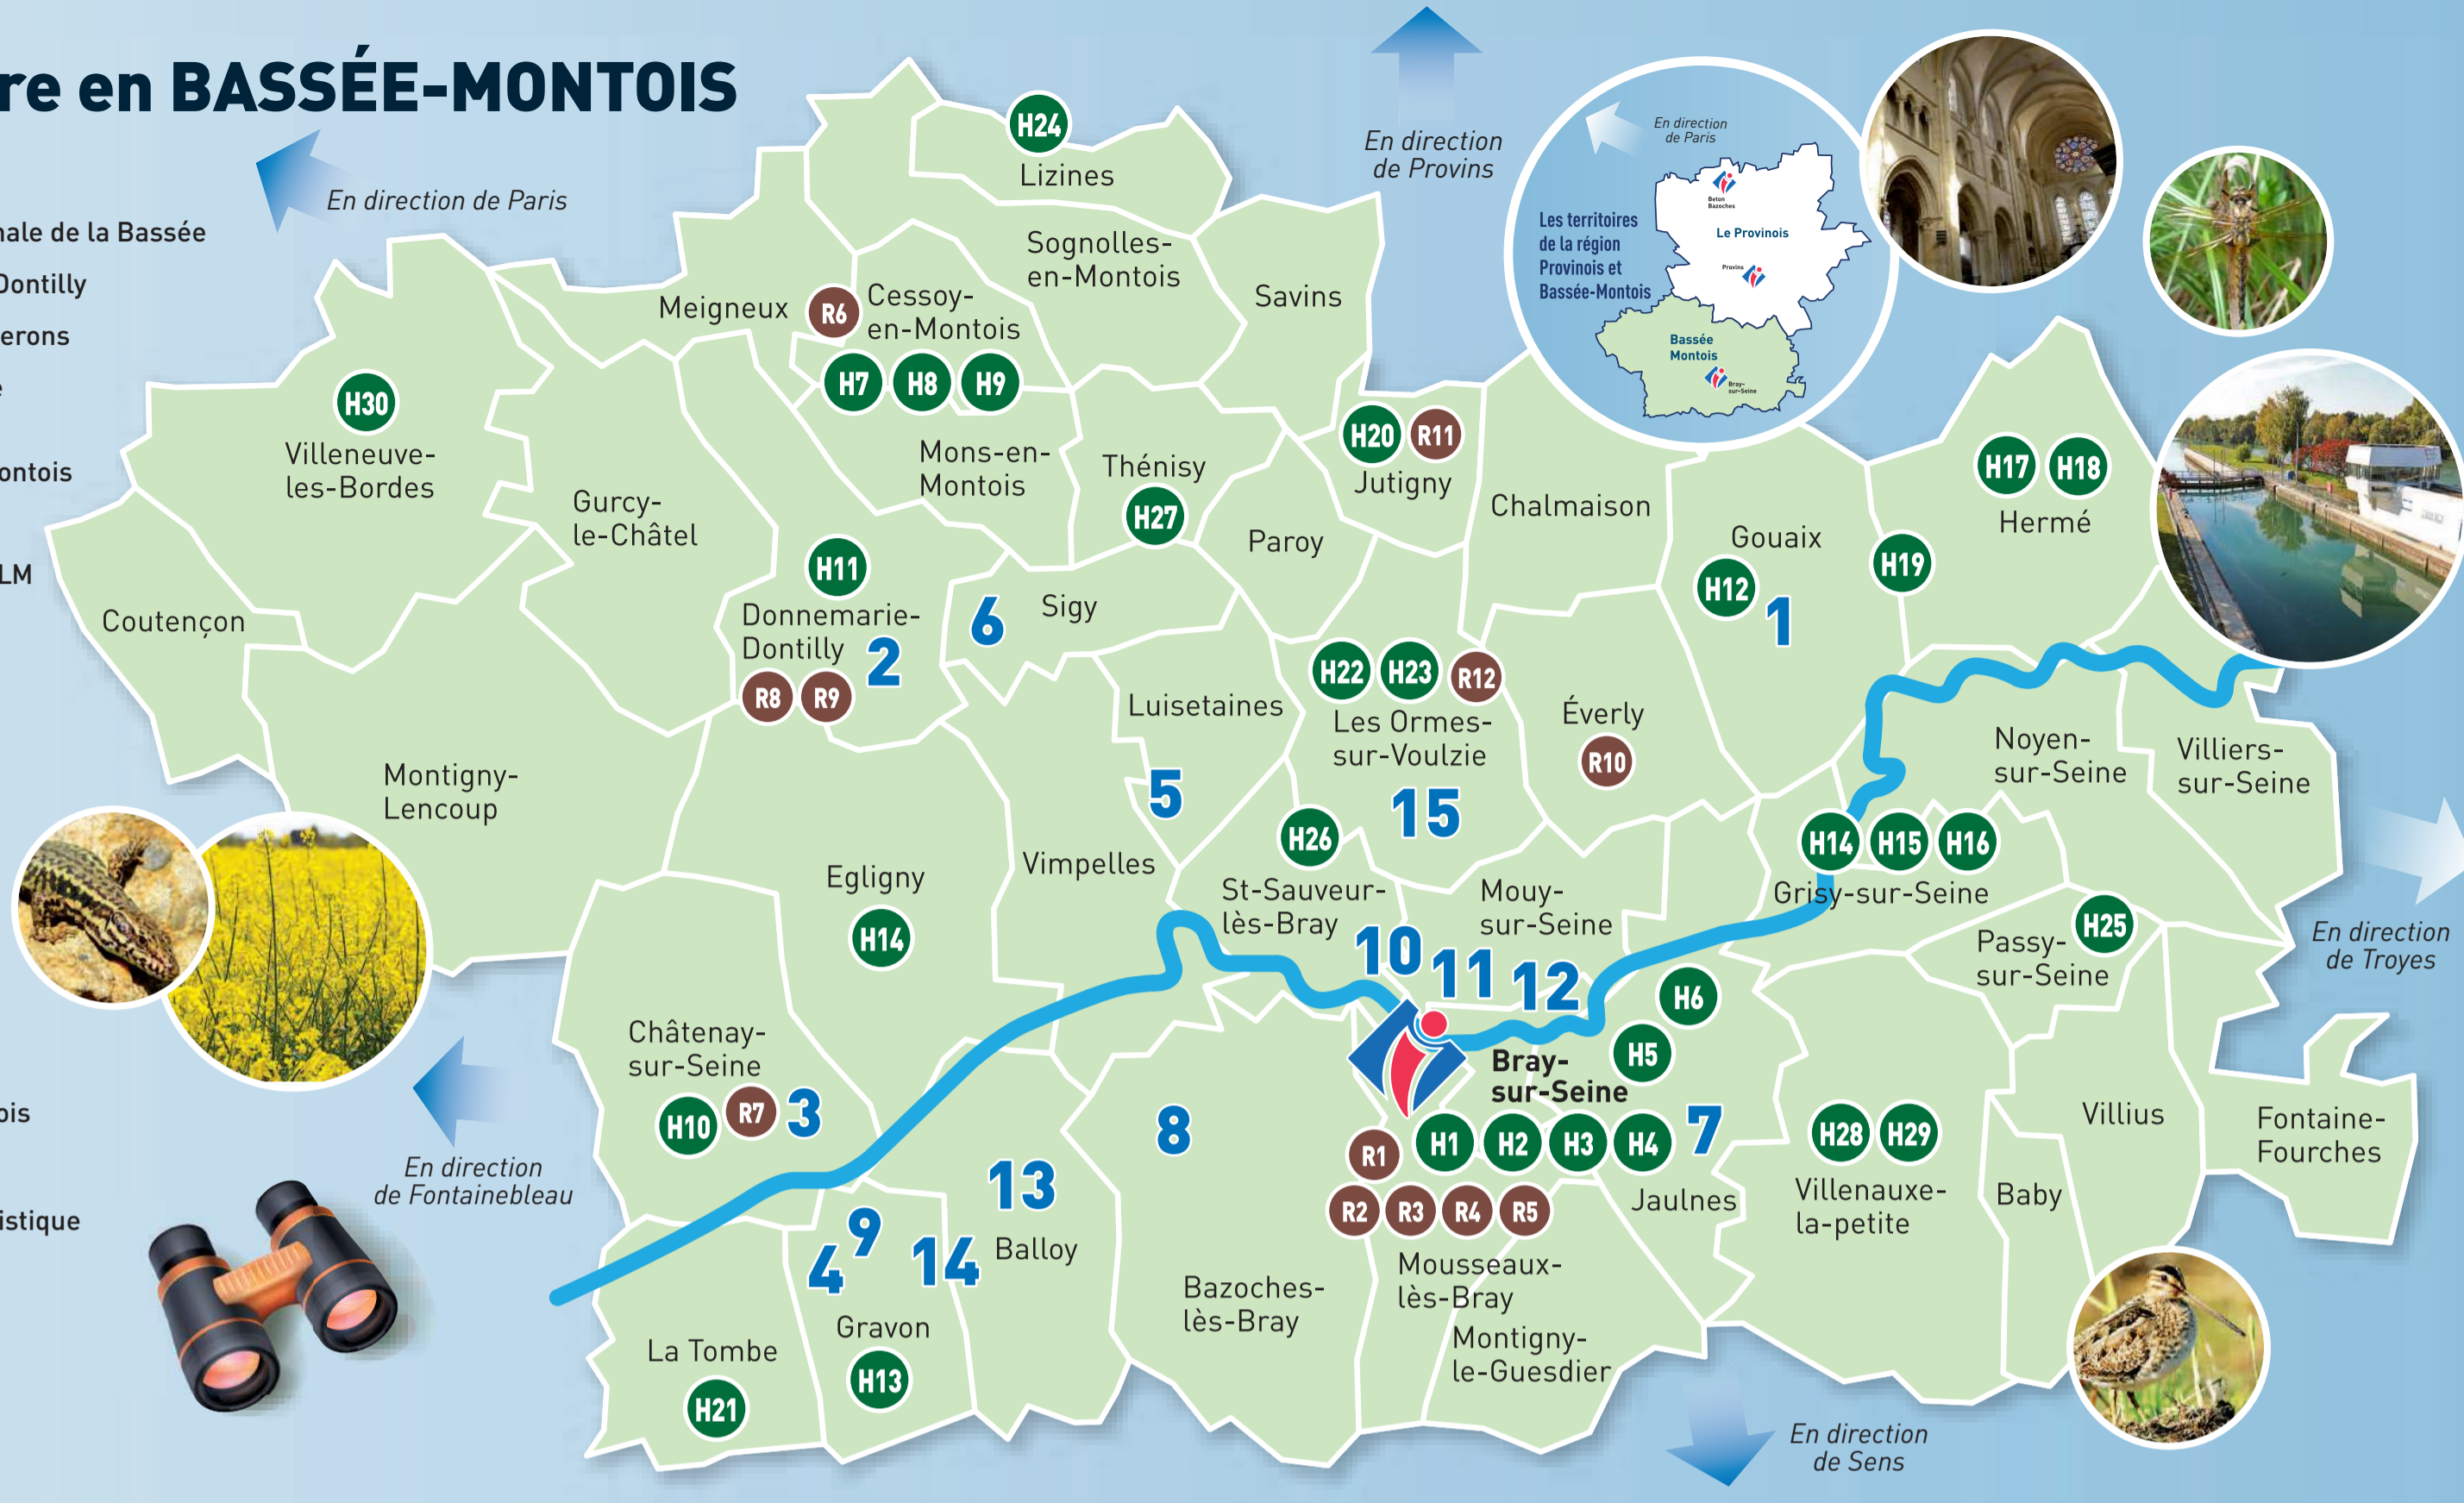 re en BASSÉE-MONTOIS
En direction de Paris
nale de la Bassée
Dontilly
erons
e
ontois
LM
ois
istique
En direction
de Provins
En direction
de Paris
Les territoires
de la région
Provinois et
Bassée-Montois
Beton
Bazoches
Le Provinois
Provins
Bassée
Montois
Bray-
sur-Seine
H24
Lizines
Sognolles-
en-Montois
Savins
Meigneux
R6
Cessoy-
en-Montois
H7 H8 H9
H30
Villeneuve-
les-Bordes
Gurcy-
le-Châtel
Mons-en-
Montois
Thénisy
H27
H20 R11
Jutigny
Paroy
Chalmaison
Gouaix
H12
1
H17 H18
Hermé
H19
Coutençon
H11
Donnemarie-
Dontilly
2
R8 R9
6
Sigy
Luisetaines
5
H22 H23 R12
Les Ormes-
sur-Voulzie
15
Éverly
R10
Noyen-
sur-Seine
Villiers-
sur-Seine
Montigny-
Lencoup
Egligny
H14
Vimpelles
H26
St-Sauveur-
lès-Bray
Mouy-
sur-Seine
10 11 12
H14 H15 H16
Grisy-sur-Seine
H25
Passy-
sur-Seine
En direction
de Troyes
Châtenay-
sur-Seine
H10 R7 3
En direction
de Fontainebleau
H6
H5
Bray-
sur-Seine
R1 H1 H2 H3 H4 7
R2 R3 R4 R5
Jaulnes
8
H28 H29
Villenauxe-
la-petite
Baby
Villius
Fontaine-
Fourches
13
Balloy
4 9 14
Gravon
H13
La Tombe
H21
Bazoches-
lès-Bray
Mousseaux-
lès-Bray
Montigny-
le-Guesdier
En direction
de Sens